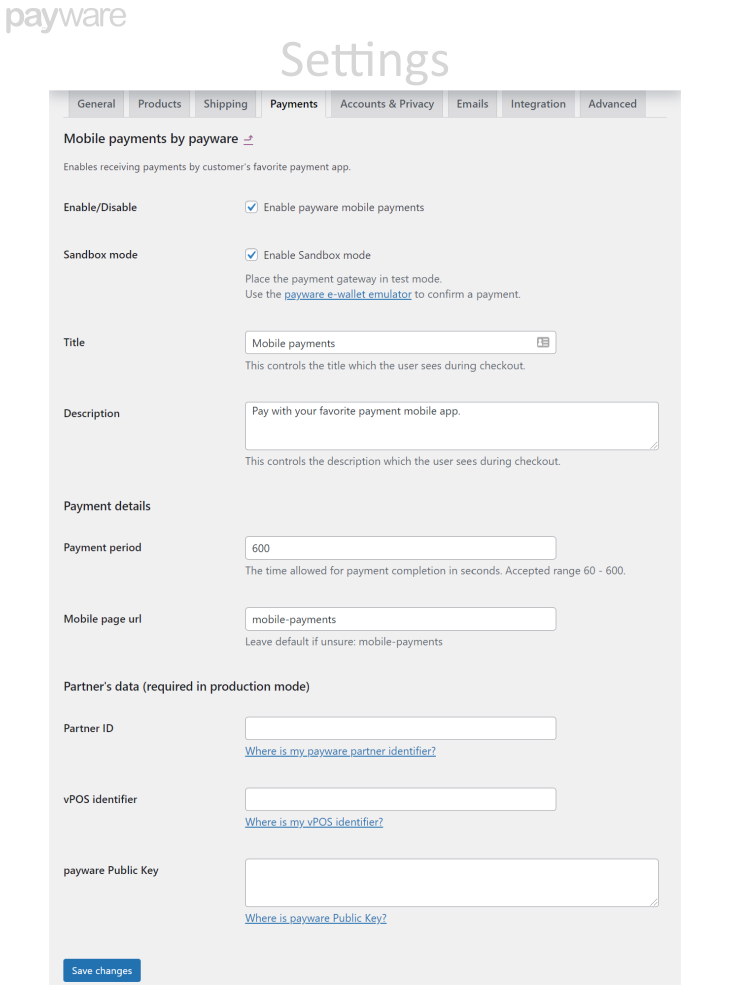 payware
Settings
General Products Shipping Payments Accounts & Privacy Emails Integration Advanced
Mobile payments by payware
Enables receiving payments by customer's favorite payment app.
Enable/Disable Enable payware mobile payments
Sandbox mode Enable Sandbox mode
Place the payment gateway in test mode.
Use the payware e-wallet emulator to confirm a payment.
Title Mobile payments
This controls the title which the user sees during checkout.
Description Pay with your favorite payment mobile app.
This controls the description which the user sees during checkout.
Payment details
Payment period 600
The time allowed for payment completion in seconds. Accepted range 60 - 600.
Mobile page url mobile-payments
Leave default if unsure: mobile-payments
Partner's data (required in production mode)
Partner ID
Where is my payware partner identifier?
vPOS identifier
Where is my vPOS identifier?
payware Public Key
Where is payware Public Key?
Save changes